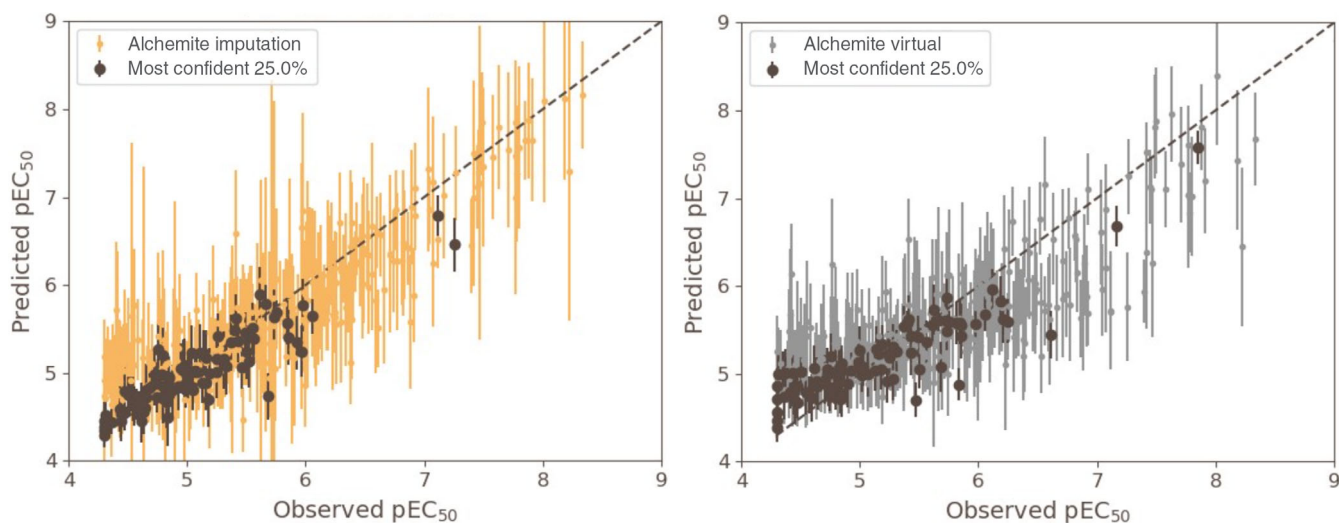 9
8
7
6
5
4
Predicted pEC50
Alchemite imputation
Most confident 25.0%
4 5 6 7 8 9
Observed pEC50
9
8
7
6
5
4
Predicted pEC50
Alchemite virtual
Most confident 25.0%
4 5 6 7 8 9
Observed pEC50